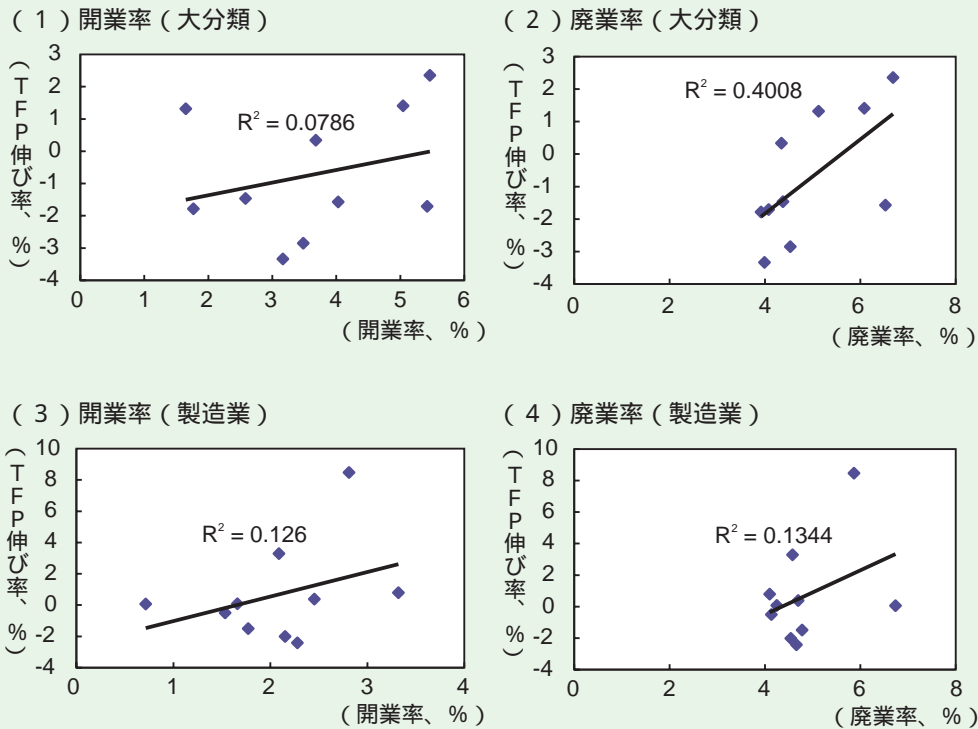 （１）開業率（大分類）
（TFP伸び率、%）
3
2
1
0
-1
-2
-3
-4
R² = 0.0786
0 1 2 3 4 5 6
（開業率、%）
（２）廃業率（大分類）
（TFP伸び率、%）
3
2
1
0
-1
-2
-3
-4
R² = 0.4008
0 2 4 6 8
（廃業率、%）
（３）開業率（製造業）
（TFP伸び率、%）
10
8
6
4
2
0
-2
-4
R² = 0.126
0 1 2 3 4
（開業率、%）
（４）廃業率（製造業）
（TFP伸び率、%）
10
8
6
4
2
0
-2
-4
R² = 0.1344
0 2 4 6 8
（廃業率、%）